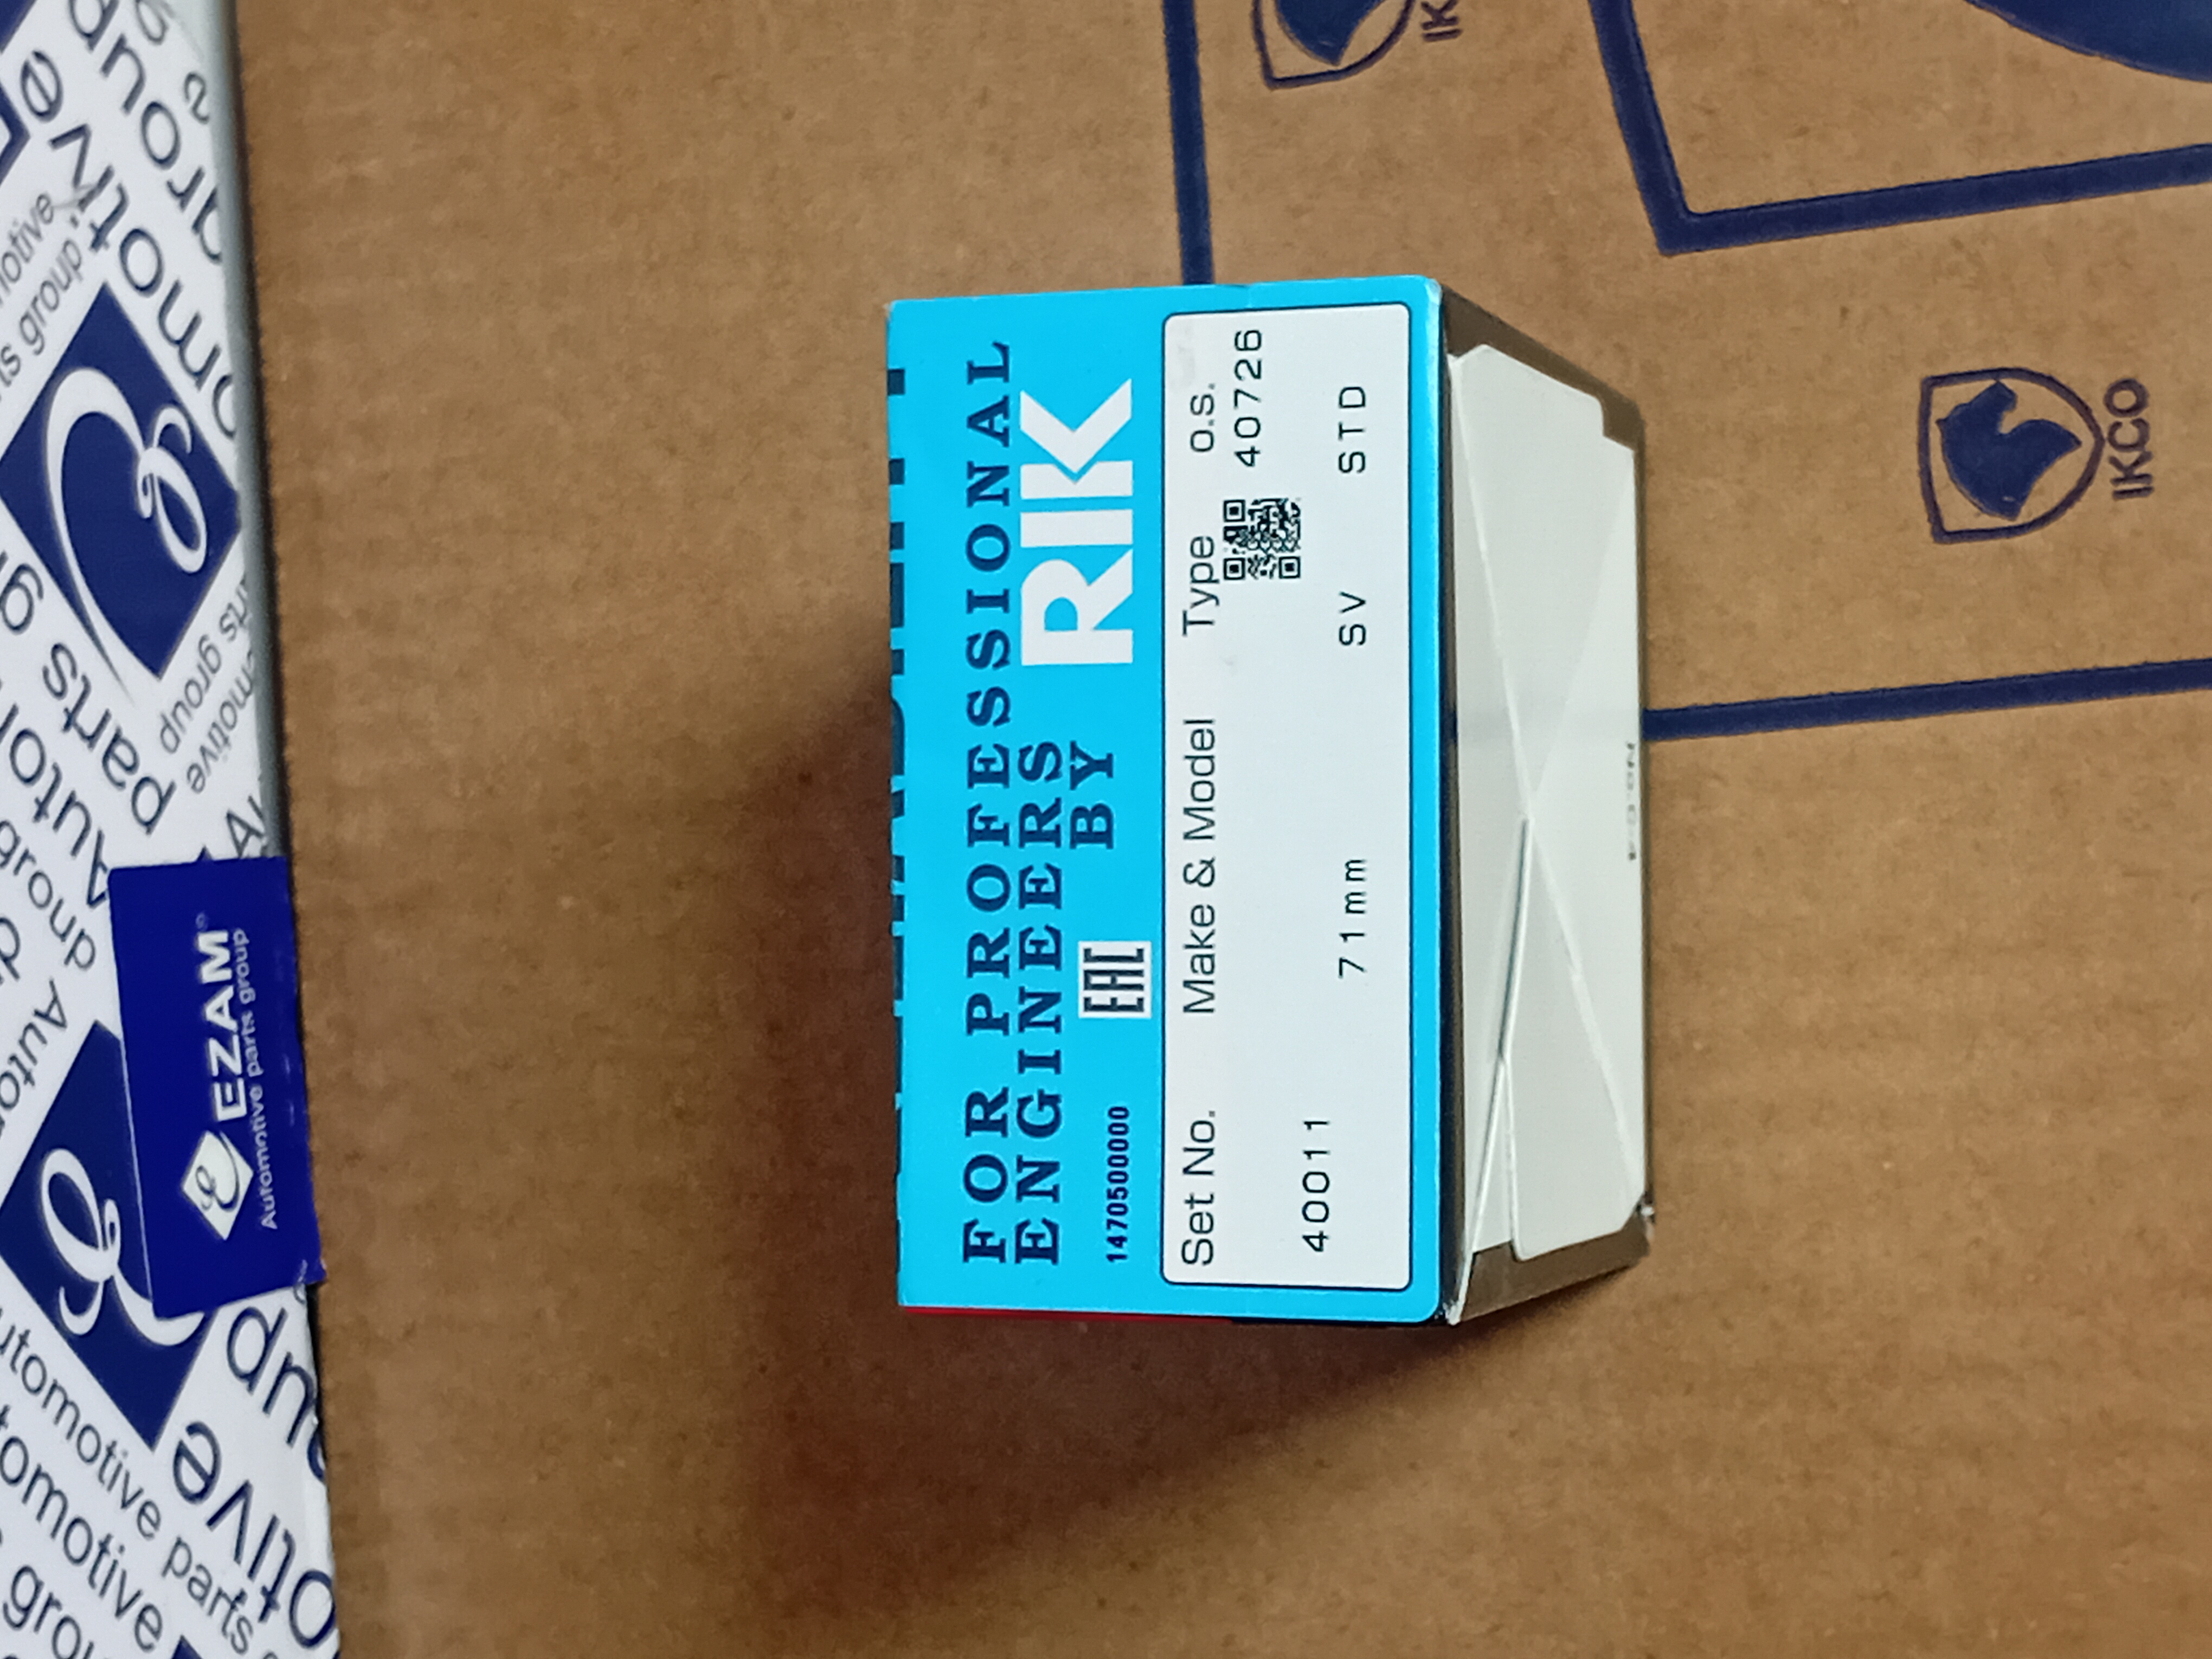 FOR PROFESSIONAL
ENGINEERS
BY RIK
1470500000
EAC
Set No. Make & Model Type O.S.
40726
40011
71mm SV STD
IKCO
EZAM
Automotive parts group
Automotive
parts group